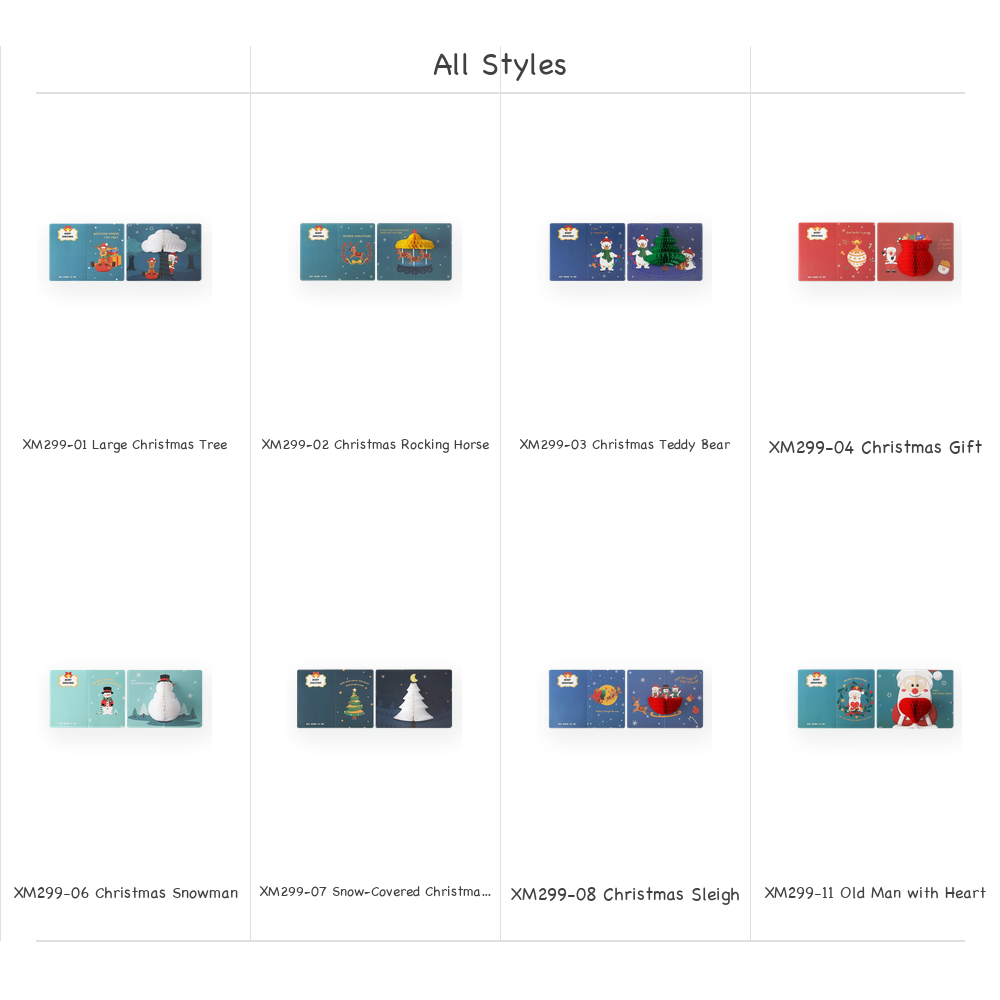 All Styles
XM299-01 Large Christmas Tree
XM299-02 Christmas Rocking Horse
XM299-03 Christmas Teddy Bear
XM299-04 Christmas Gift
XM299-06 Christmas Snowman
XM299-07 Snow-Covered Christma...
XM299-08 Christmas Sleigh
XM299-11 Old Man with Heart